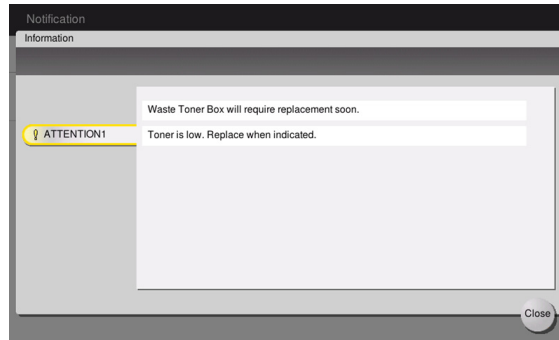 Notification
Information
Waste Toner Box will require replacement soon.
ATTENTION1
Toner is low. Replace when indicated.
Close